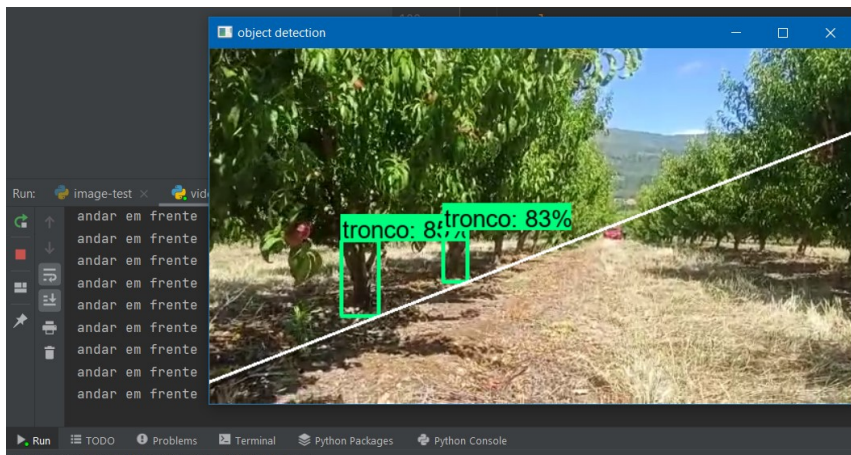 object detection
tronco: 85%
tronco: 83%
Run:
image-test
andar em frente
andar em frente
andar em frente
andar em frente
andar em frente
andar em frente
andar em frente
andar em frente
andar em frente
Run
TODO
Problems
Terminal
Python Packages
Python Console